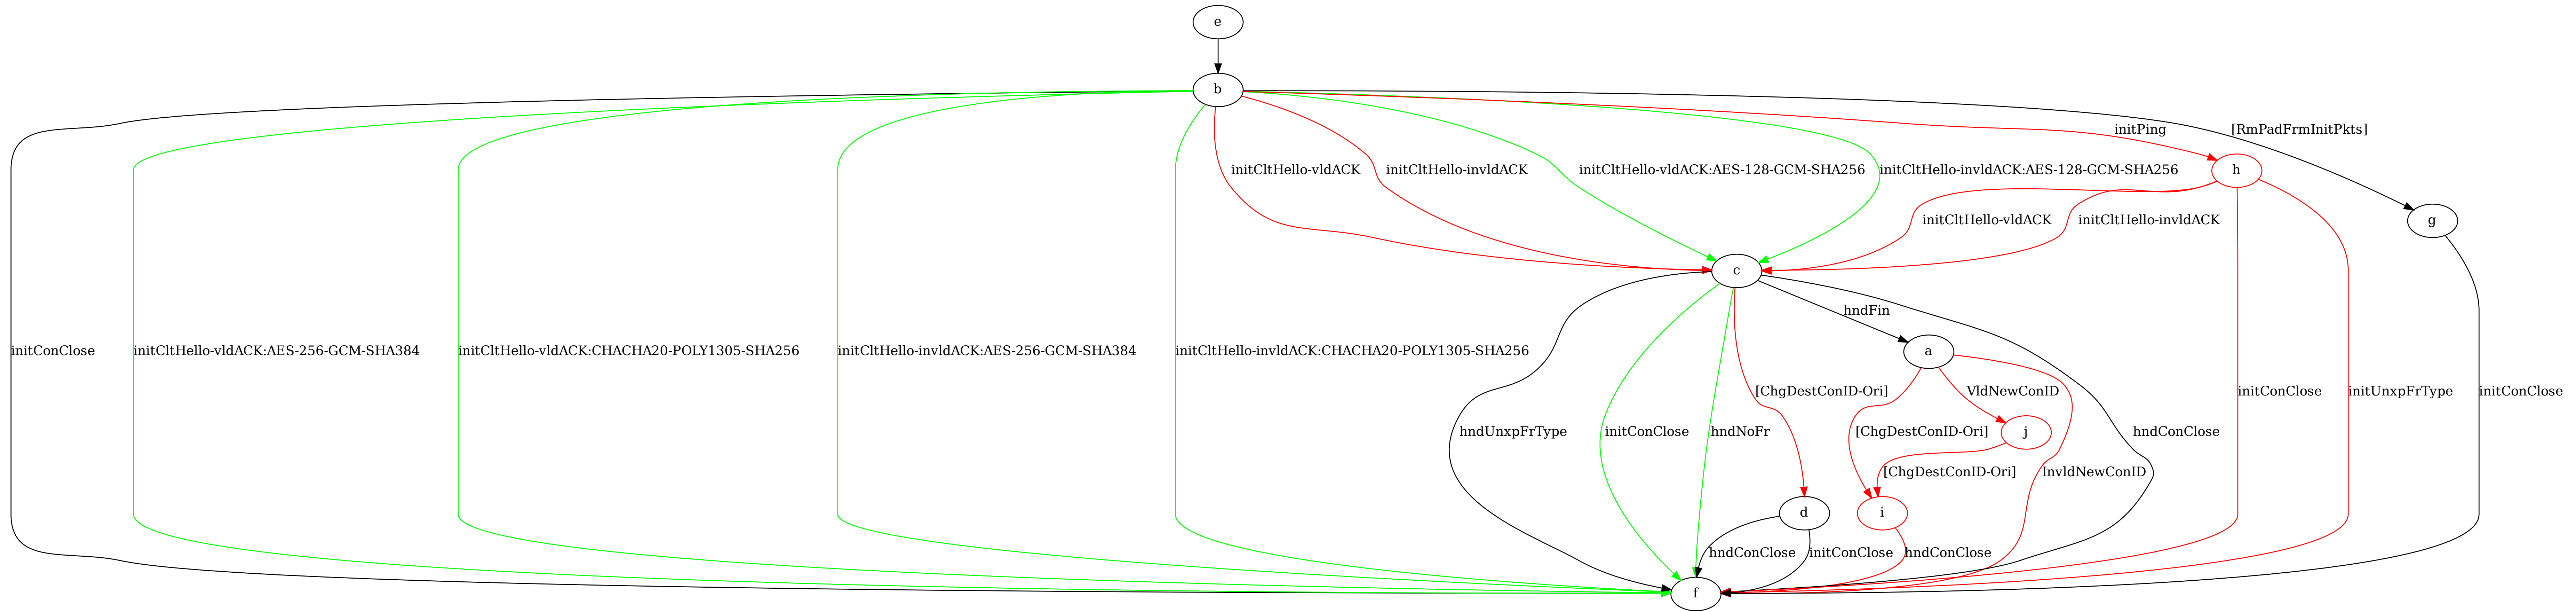 e
b
initPing
[RmPadFrmInitPkts]
initCltHello-vldACK
initCltHello-invldACK
initCltHello-vldACK:AES-128-GCM-SHA256
initCltHello-invldACK:AES-128-GCM-SHA256
h
initCltHello-vldACK
initCltHello-invldACK
g
c
hndFin
initConClose
initCltHello-vldACK:AES-256-GCM-SHA384
initCltHello-vldACK:CHACHA20-POLY1305-SHA256
initCltHello-invldACK:AES-256-GCM-SHA384
initCltHello-invldACK:CHACHA20-POLY1305-SHA256
a
[ChgDestConID-Ori]
VldNewConID
initConClose
initUnxpFrType
initConClose
hndUnxpFrType
initConClose
hndNoFr
[ChgDestConID-Ori]
j
hndConClose
[ChgDestConID-Ori]
InvldNewConID
d
i
hndConClose
initConClose
hndConClose
f